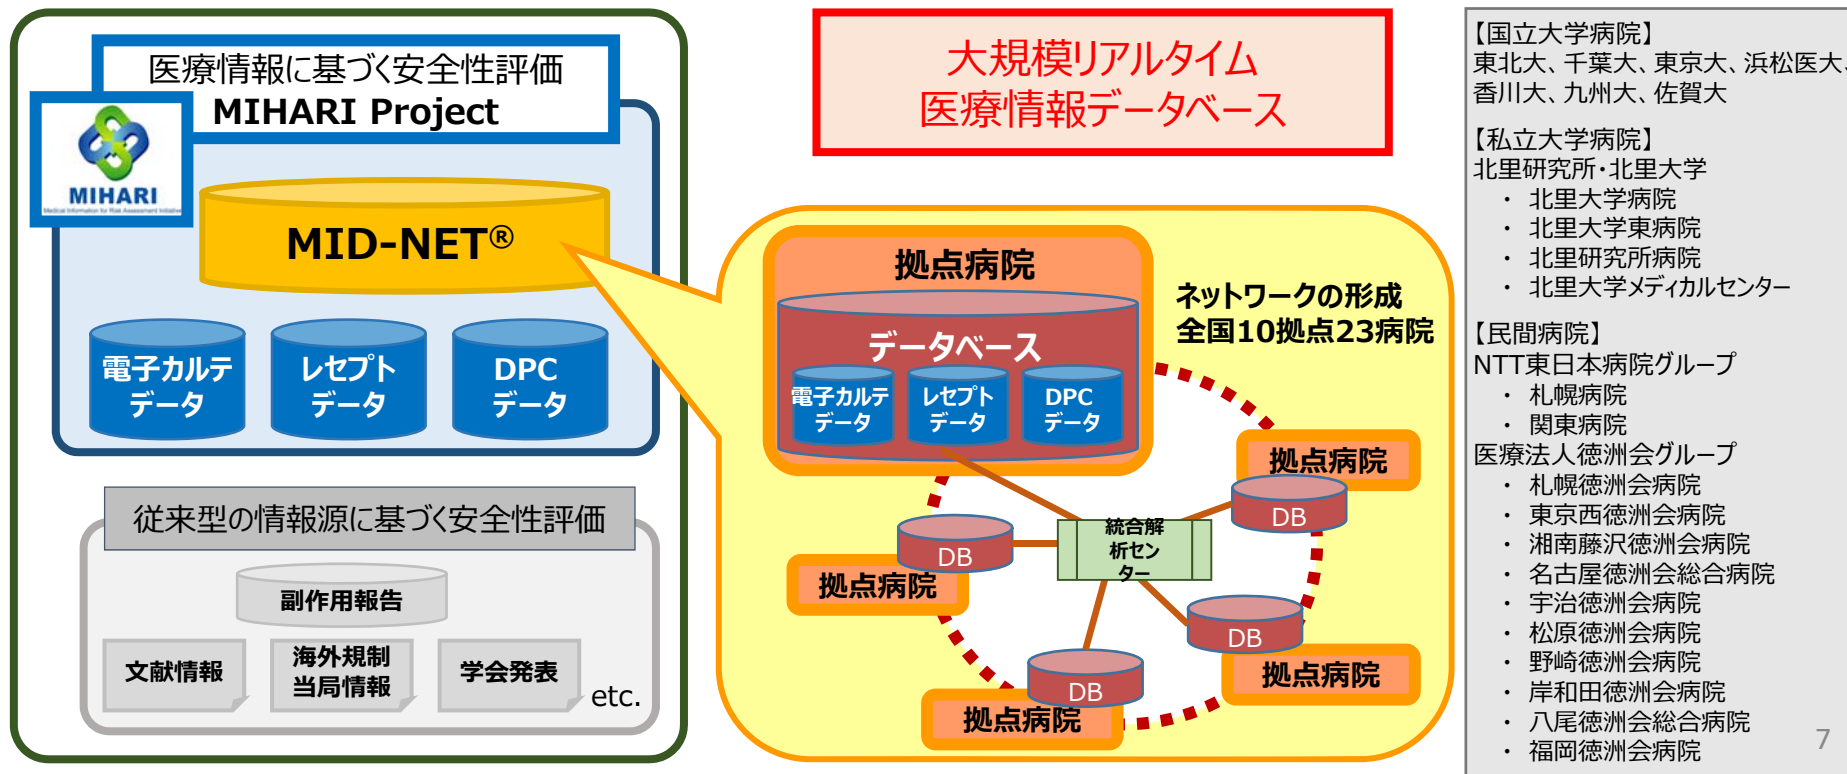 医療情報に基づく安全性評価
MIHARI Project
MIHARI
Medical Information for Risk Assessment Initiative
MID-NET®
電子カルテ
データ
レセプト
データ
DPC
データ
従来型の情報源に基づく安全性評価
副作用報告
文献情報
海外規制
当局情報
学会発表
etc.
大規模リアルタイム
医療情報データベース
拠点病院
データベース
電子カルテ
データ
レセプト
データ
DPC
データ
ネットワークの形成
全国10拠点23病院
拠点病院
DB
統合解
析セン
ター
DB
拠点病院
DB
拠点病院
DB
拠点病院
【国立大学病院】
東北大、千葉大、東京大、浜松医大、
香川大、九州大、佐賀大
【私立大学病院】
北里研究所・北里大学
・ 北里大学病院
・ 北里大学東病院
・ 北里研究所病院
・ 北里大学メディカルセンター
【民間病院】
NTT東日本病院グループ
・ 札幌病院
・ 関東病院
医療法人徳洲会グループ
・ 札幌徳洲会病院
・ 東京西徳洲会病院
・ 湘南藤沢徳洲会病院
・ 名古屋徳洲会総合病院
・ 宇治徳洲会病院
・ 松原徳洲会病院
・ 野崎徳洲会病院
・ 岸和田徳洲会病院
・ 八尾徳洲会総合病院
・ 福岡徳洲会病院
7